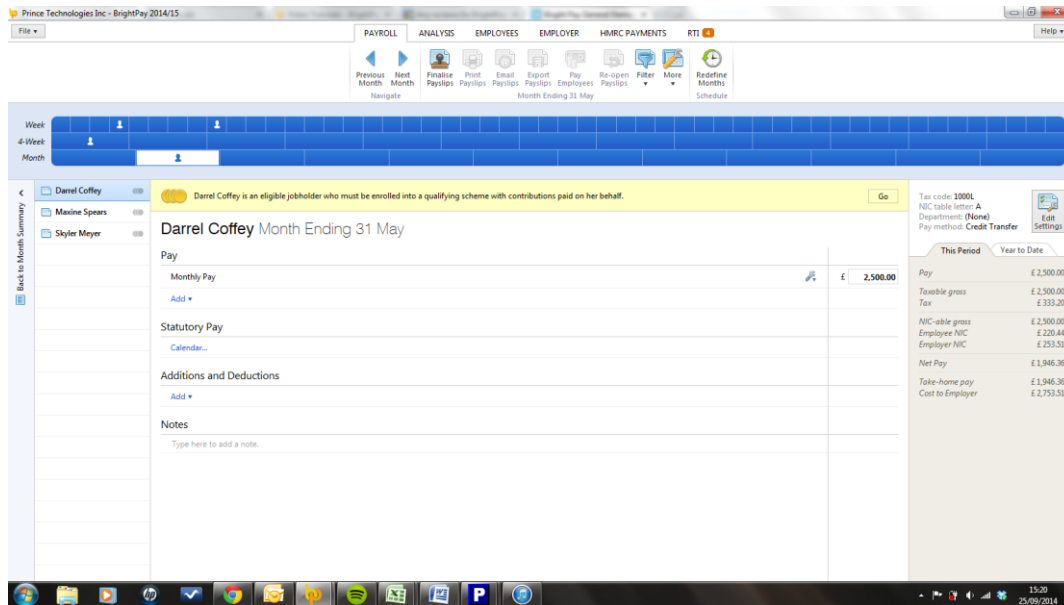 Prince Technologies Inc - BrightPay 2014/15
File
PAYROLL ANALYSIS EMPLOYEES EMPLOYER HMRC PAYMENTS RTI 4
Help
Previous Month
Next Month
Finalise Payslips
Print Payslips
Email Payslips
Export Payslips
Pay Employees
Re-open Payslips
Filter
More
Redefine Months
Navigate
Month Ending 31 May
Schedule
Week
4-Week
Month
Back to Month Summary
Darrel Coffey
Maxine Spears
Skyler Meyer
Darrel Coffey is an eligible jobholder who must be enrolled into a qualifying scheme with contributions paid on her behalf.
Go
Darrel Coffey Month Ending 31 May
Pay
Monthly Pay £ 2,500.00
Add
Statutory Pay
Calendar...
Additions and Deductions
Add
Notes
Type here to add a note.
Tax code: 1000L
NIC table letter: A
Department: (None)
Pay method: Credit Transfer
Edit Settings
This Period Year to Date
Pay £ 2,500.00
Taxable gross £ 2,500.00
Tax £ 333.20
NIC-able gross £ 2,500.00
Employee NIC £ 220.44
Employer NIC £ 253.51
Net Pay £ 1,946.36
Take-home pay £ 1,946.36
Cost to Employer £ 2,753.51
hp
P
15:20
25/09/2014